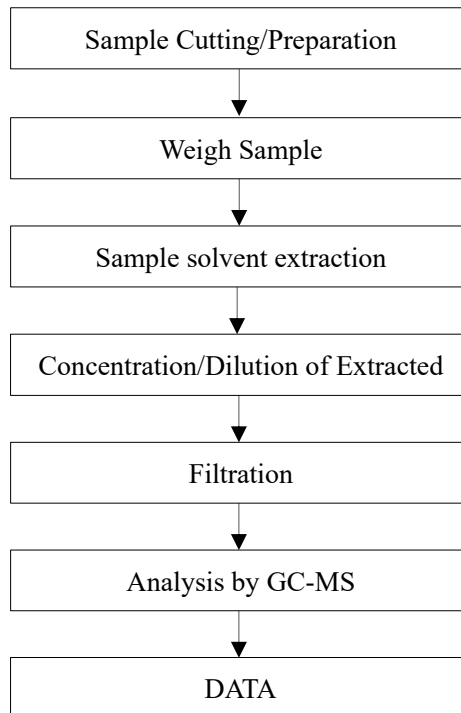 Sample Cutting/Preparation
Weigh Sample
Sample solvent extraction
Concentration/Dilution of Extracted
Filtration
Analysis by GC-MS
DATA